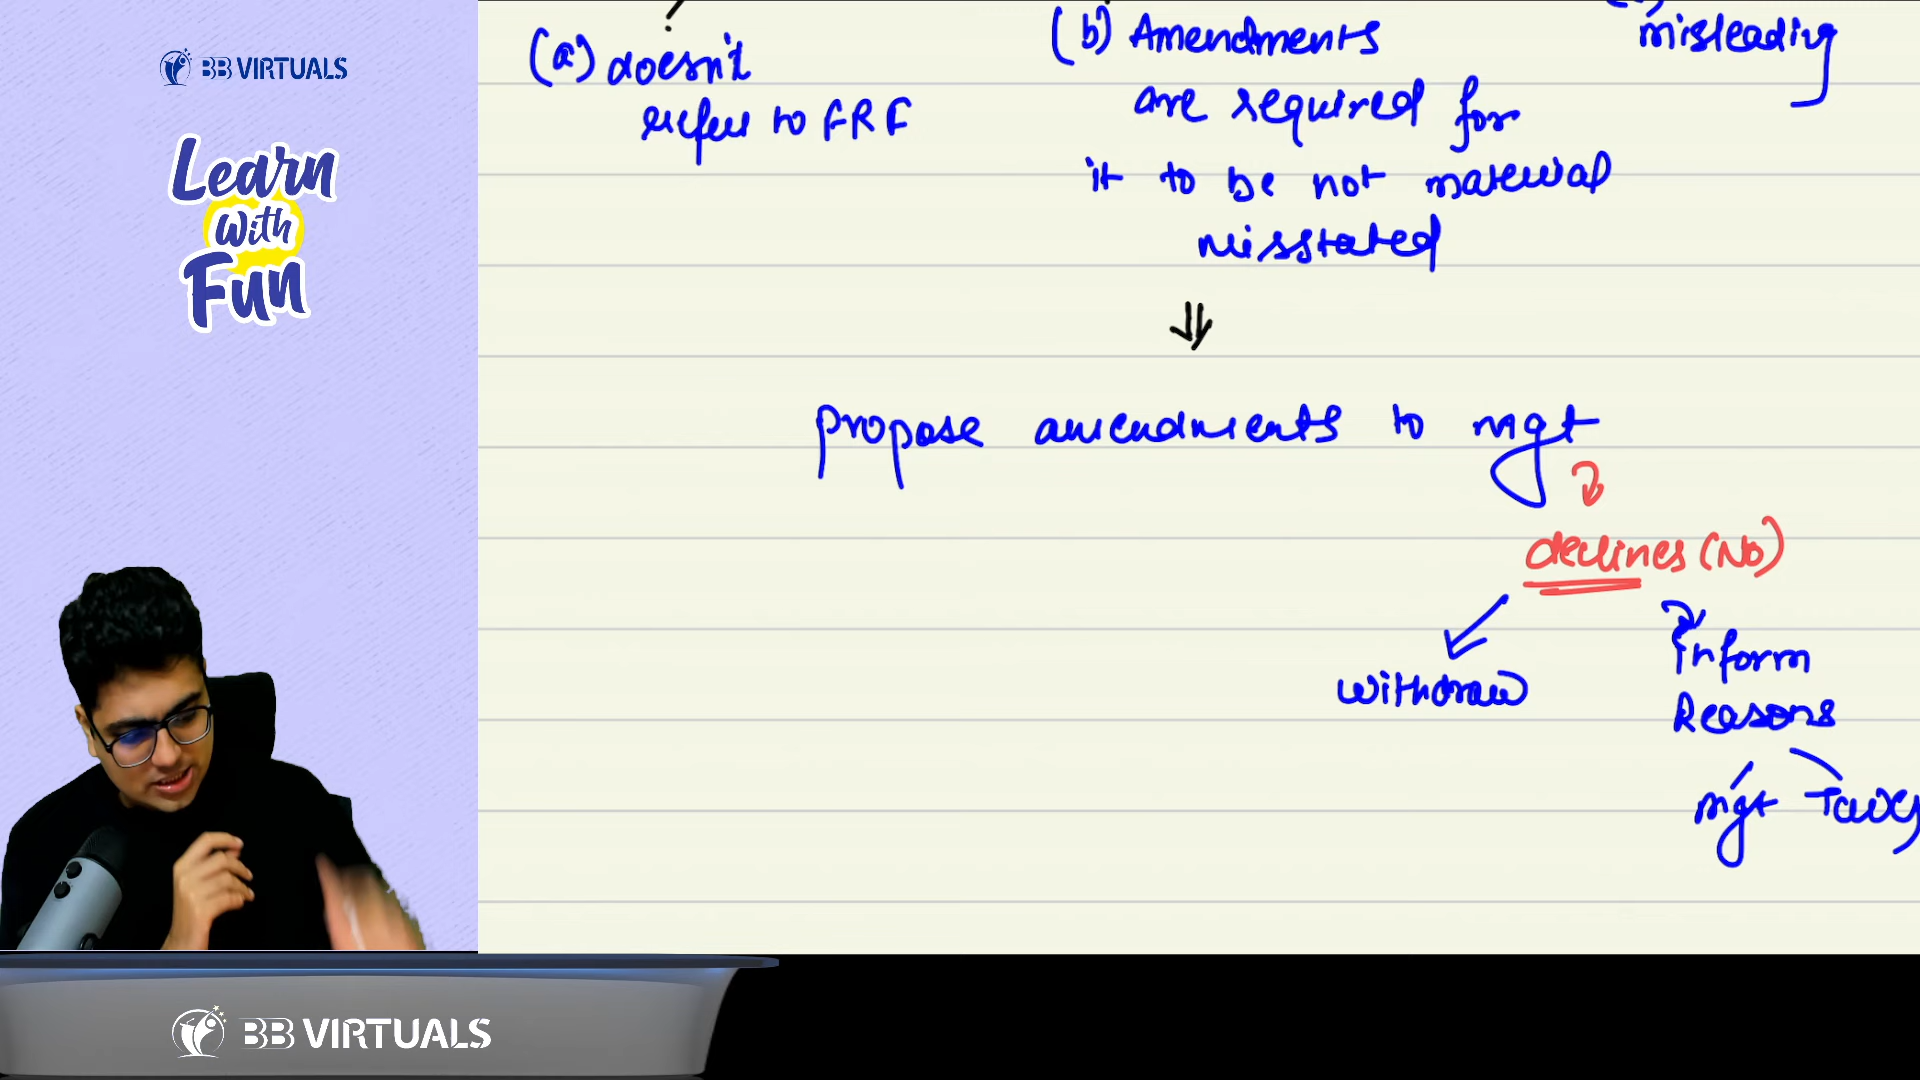 BB VIRTUALS
Learn
With
Fun
(a) doesn't
refer to FRF
(b) Amendments
are required for
it to be not material
misstated
misleading
propose amendments to mgt
declines (No)
withdraw
Inform
Reasons
mgt TCWG
BB VIRTUALS